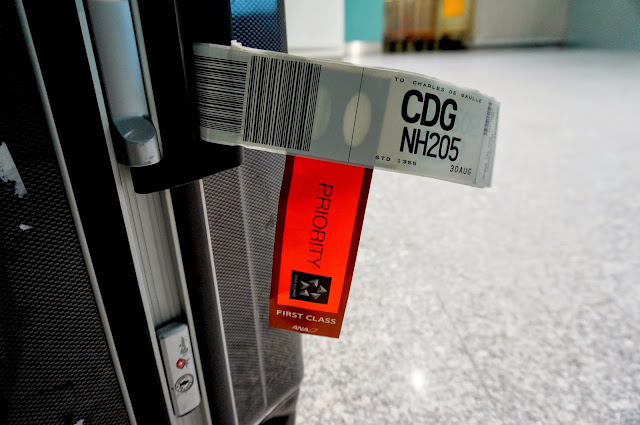 TO CHARLES DE GAULLE
CDG
NH205
STD 1355
30AUG
PRIORITY
FIRST CLASS
ANA